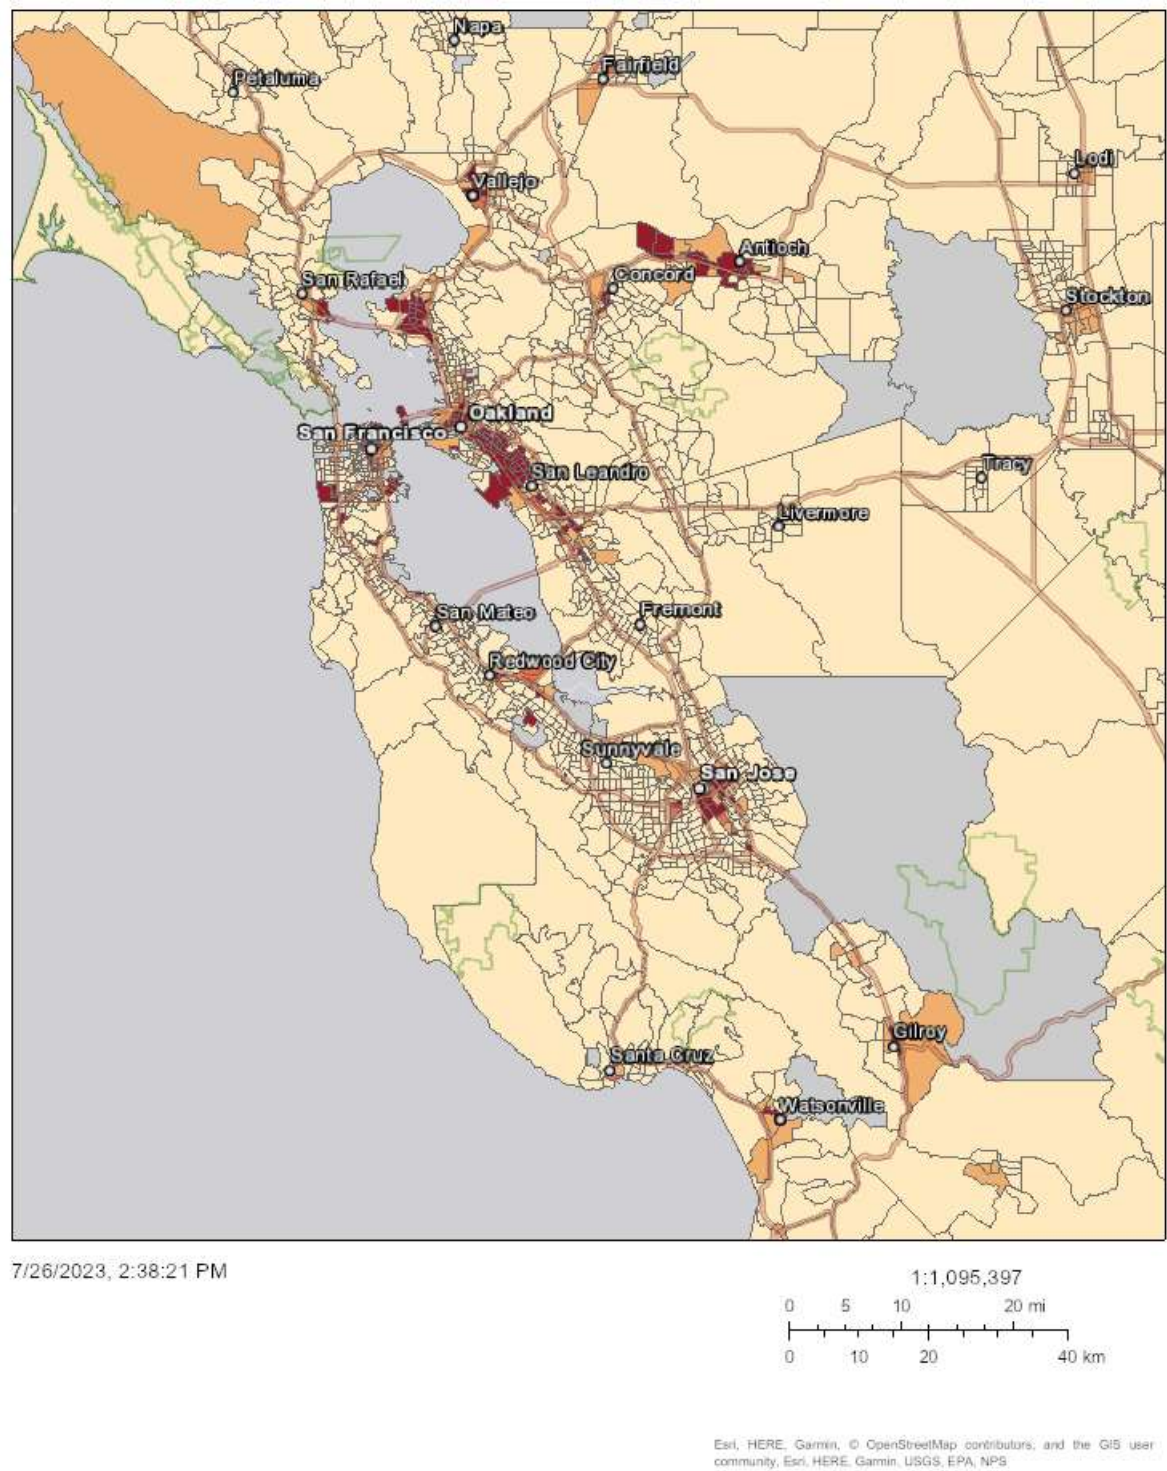 Napa
Fairfield
Petaluma
Lodi
Vallejo
Antioch
San Rafael
Concord
Stockton
Oakland
San Francisco
Tracy
San Leandro
Livermore
San Mateo
Fremont
Redwood City
Sunnyvale
San Jose
Gilroy
Santa Cruz
Watsonville
7/26/2023, 2:38:21 PM
1:1,095,397
0 5 10 20 mi
0 10 20 40 km
Esri, HERE, Garmin, © OpenStreetMap contributors, and the GIS user
community, Esri, HERE, Garmin, USGS, EPA, NPS